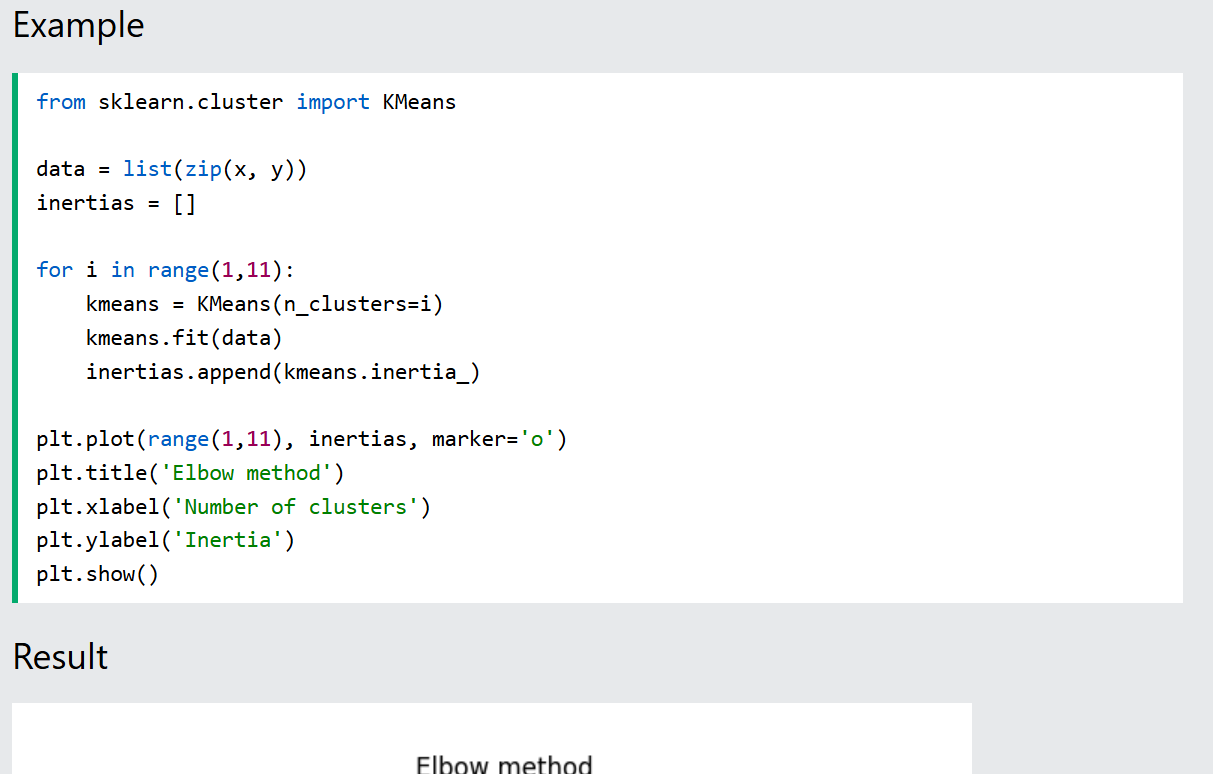 Example
from sklearn.cluster import KMeans
data = list(zip(x, y))
inertias = []
for i in range(1,11):
    kmeans = KMeans(n_clusters=i)
    kmeans.fit(data)
    inertias.append(kmeans.inertia_)
plt.plot(range(1,11), inertias, marker='o')
plt.title('Elbow method')
plt.xlabel('Number of clusters')
plt.ylabel('Inertia')
plt.show()
Result
Elbow method